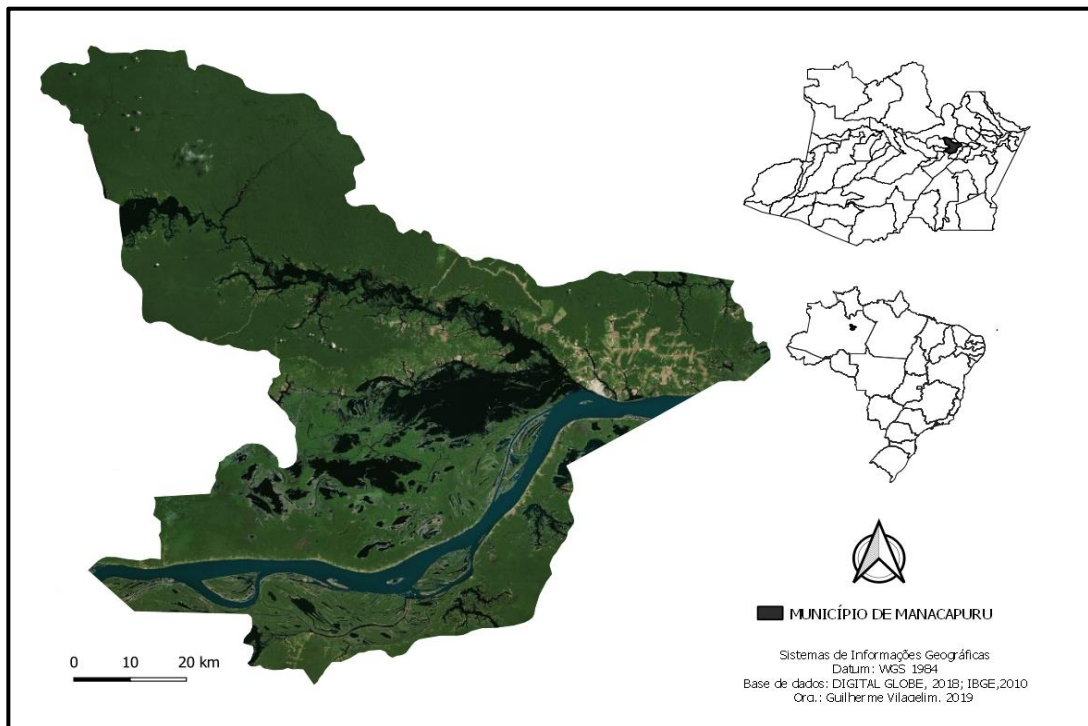 MUNICÍPIO DE MANACAPURU
Sistemas de Informações Geográficas
Datum: WGS 1984
Base de dados: DIGITAL GLOBE, 2018; IBGE,2010
Org.: Guilherme Vilagelim. 2019
0 10 20 km